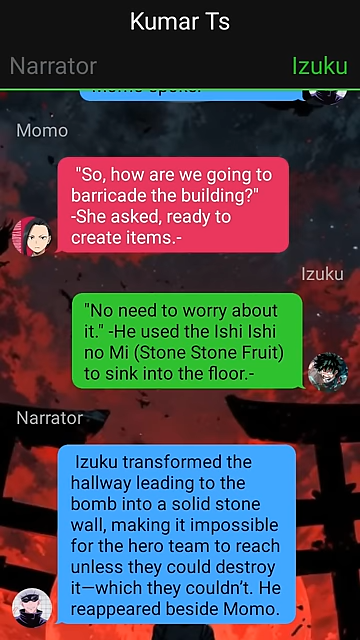 Kumar Ts
Narrator
Izuku
Momo
"So, how are we going to
barricade the building?"
-She asked, ready to
create items.-
Izuku
"No need to worry about
it." -He used the Ishi Ishi
no Mi (Stone Stone Fruit)
to sink into the floor.-
Narrator
Izuku transformed the
hallway leading to the
bomb into a solid stone
wall, making it impossible
for the hero team to reach
unless they could destroy
it—which they couldn't. He
reappeared beside Momo.